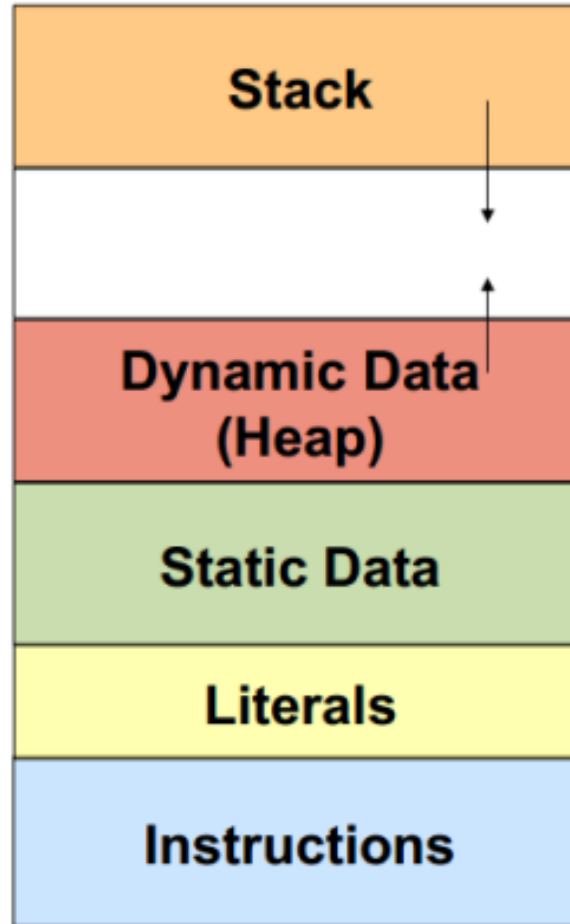 Stack
Dynamic Data
(Heap)
Static Data
Literals
Instructions